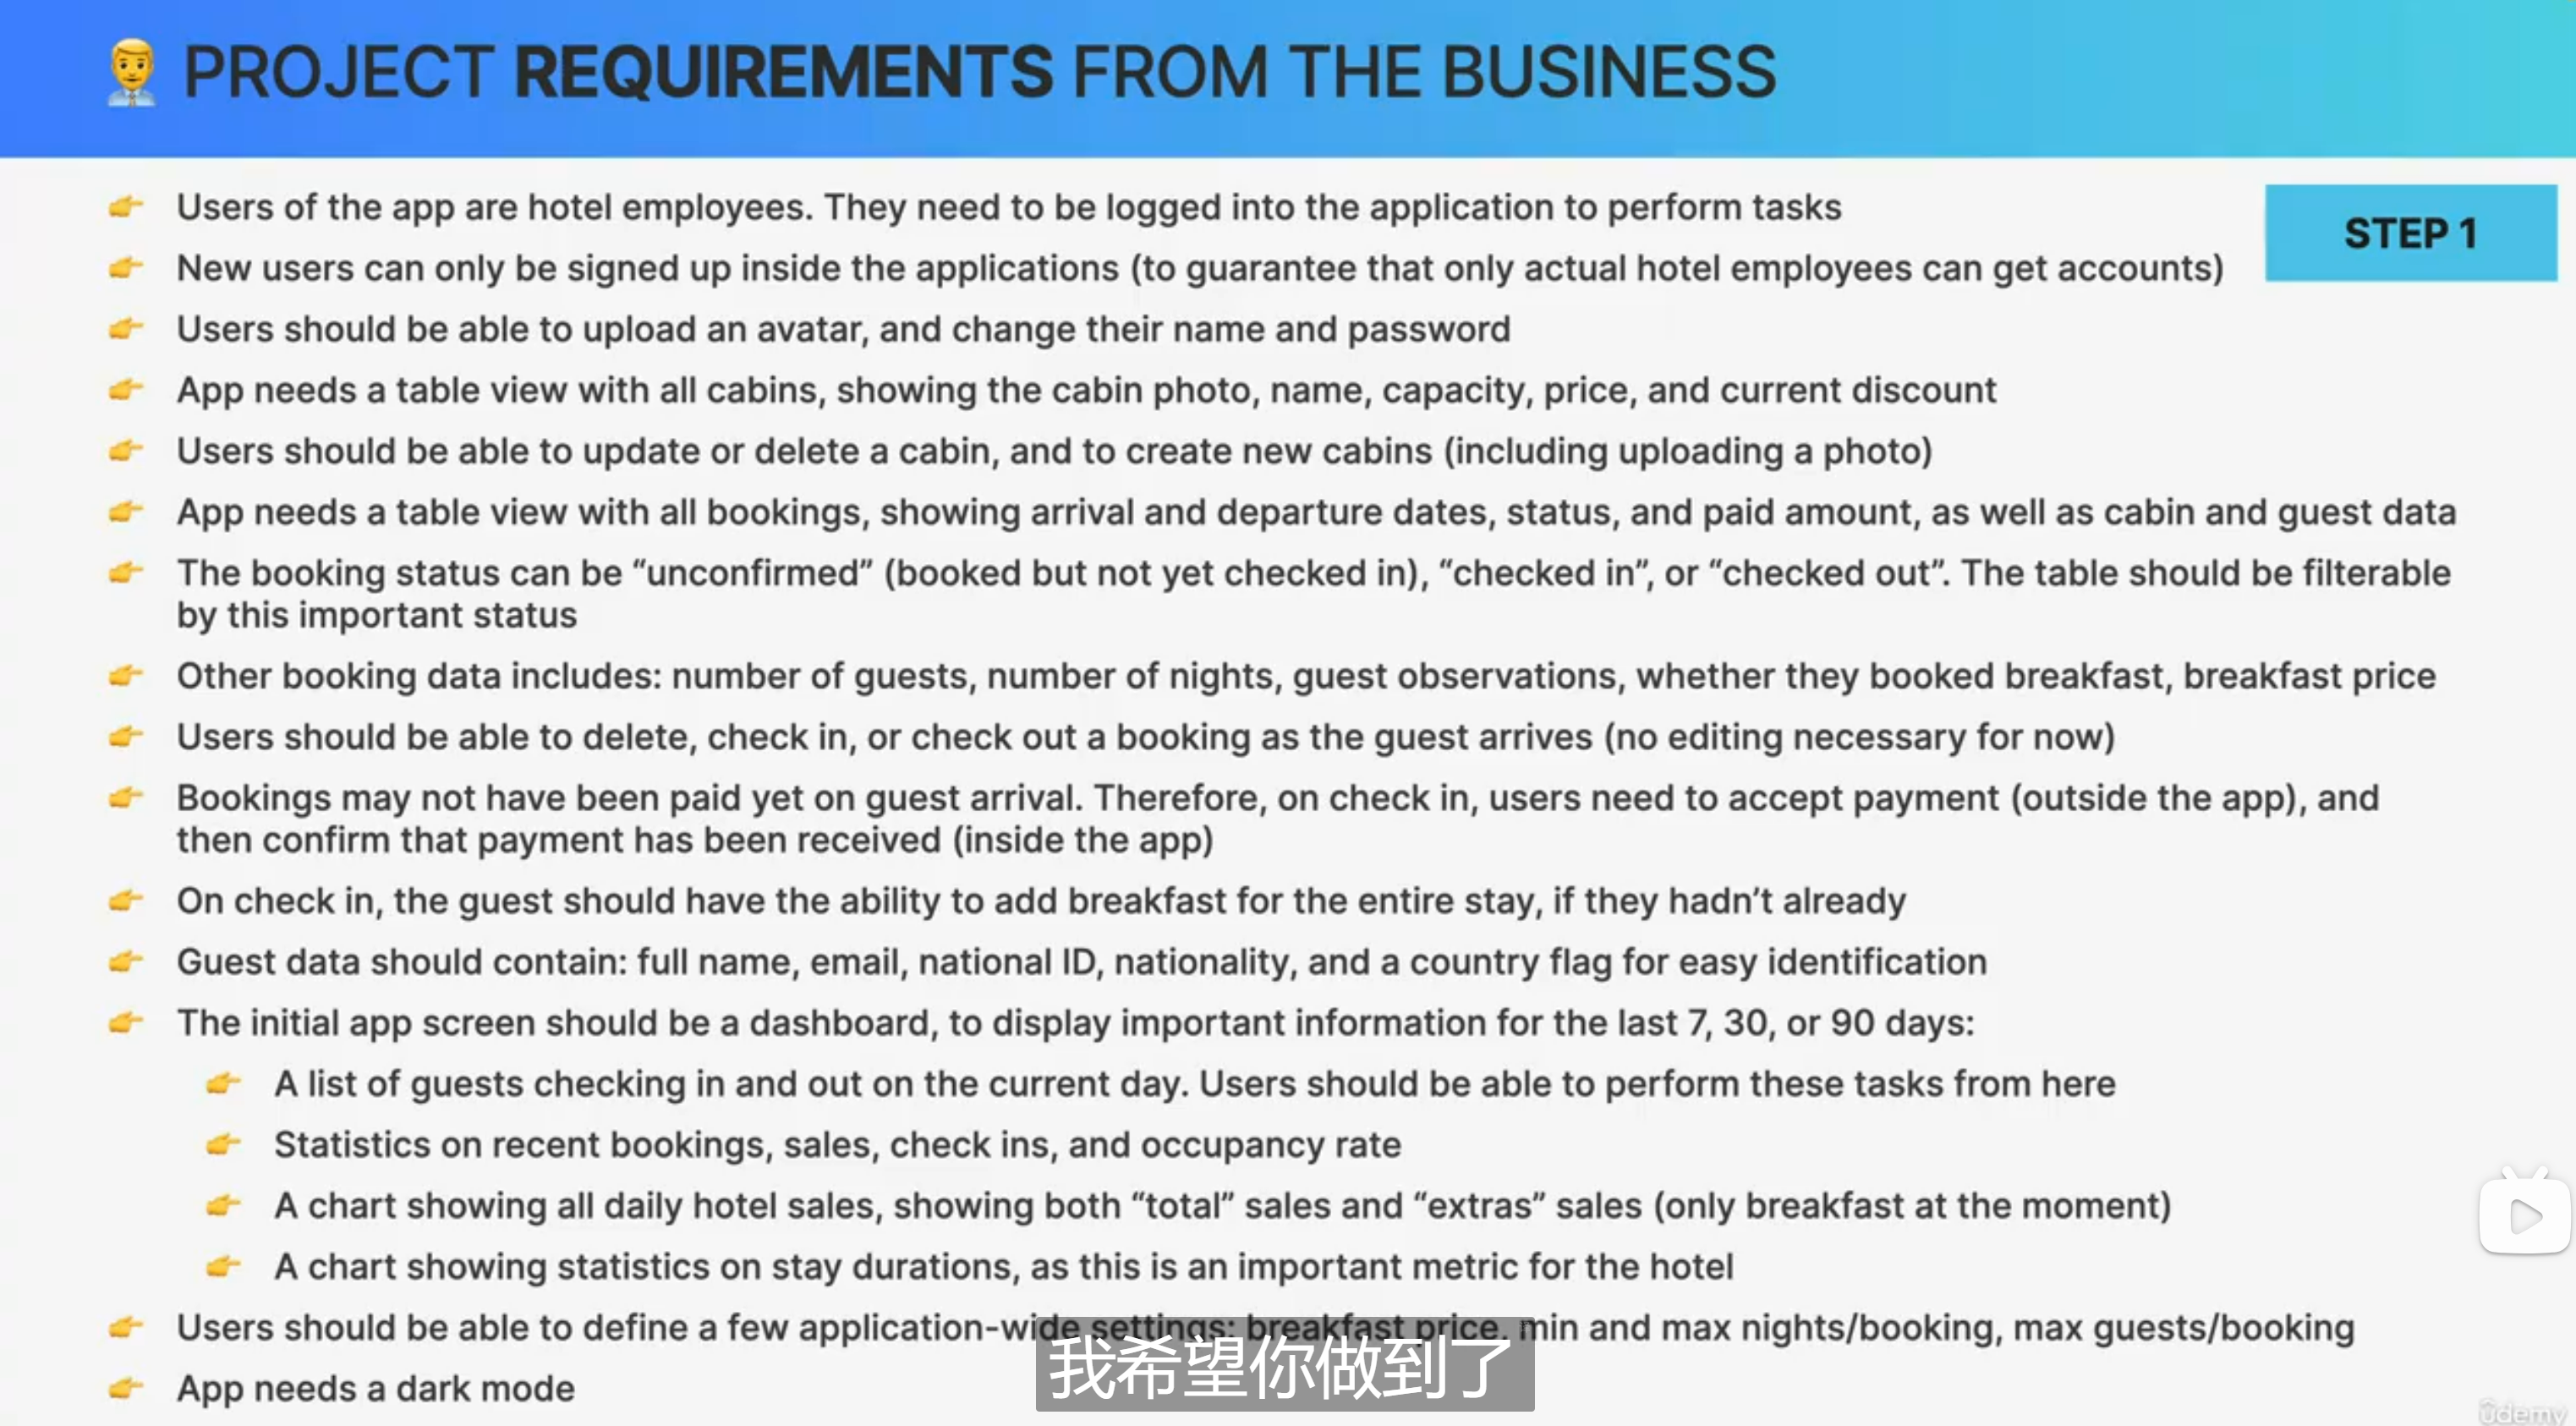 PROJECT REQUIREMENTS FROM THE BUSINESS
STEP 1
Users of the app are hotel employees. They need to be logged into the application to perform tasks
New users can only be signed up inside the applications (to guarantee that only actual hotel employees can get accounts)
Users should be able to upload an avatar, and change their name and password
App needs a table view with all cabins, showing the cabin photo, name, capacity, price, and current discount
Users should be able to update or delete a cabin, and to create new cabins (including uploading a photo)
App needs a table view with all bookings, showing arrival and departure dates, status, and paid amount, as well as cabin and guest data
The booking status can be “unconfirmed” (booked but not yet checked in), “checked in”, or “checked out”. The table should be filterable
by this important status
Other booking data includes: number of guests, number of nights, guest observations, whether they booked breakfast, breakfast price
Users should be able to delete, check in, or check out a booking as the guest arrives (no editing necessary for now)
Bookings may not have been paid yet on guest arrival. Therefore, on check in, users need to accept payment (outside the app), and
then confirm that payment has been received (inside the app)
On check in, the guest should have the ability to add breakfast for the entire stay, if they hadn’t already
Guest data should contain: full name, email, national ID, nationality, and a country flag for easy identification
The initial app screen should be a dashboard, to display important information for the last 7, 30, or 90 days:
A list of guests checking in and out on the current day. Users should be able to perform these tasks from here
Statistics on recent bookings, sales, check ins, and occupancy rate
A chart showing all daily hotel sales, showing both “total” sales and “extras” sales (only breakfast at the moment)
A chart showing statistics on stay durations, as this is an important metric for the hotel
Users should be able to define a few application-wide settings: breakfast price, min and max nights/booking, max guests/booking
我希望你做到了
App needs a dark mode
udemy